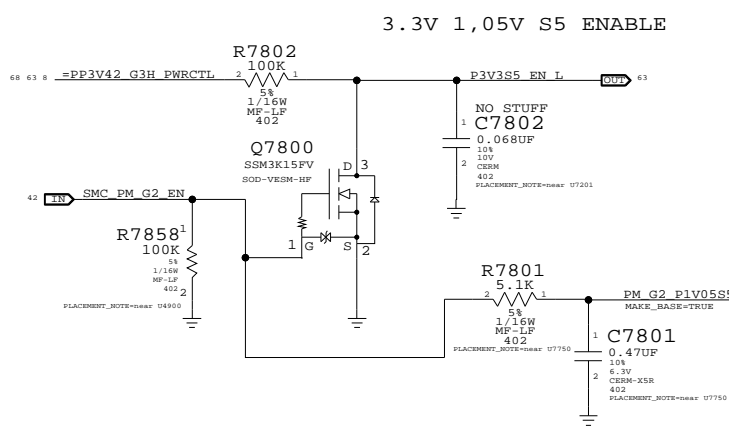 3.3V 1,05V S5 ENABLE
R7802
100K
68 63 8 =PP3V42_G3H_PWRCTL 2 1 P3V3S5_EN_L OUT 63
5%
1/16W
MF-LF
402
NO STUFF
C7802
1
0.068UF
10%
10V
2 CERM
402
PLACEMENT_NOTE=near U7201
Q7800
SSM3K15FV
SOD-VESM-HF
D 3
1 G S 2
42 IN SMC_PM_G2_EN
R7858 1
100K
5%
1/16W
MF-LF
402
2
PLACEMENT_NOTE=near U4900
R7801
5.1K
2 1 PM_G2_P1V05S5
MAKE_BASE=TRUE
5%
1/16W
MF-LF
402
PLACEMENT_NOTE=near U7750
C7801
1
0.47UF
10%
6.3V
2 CERM-X5R
402
PLACEMENT_NOTE=near U7750